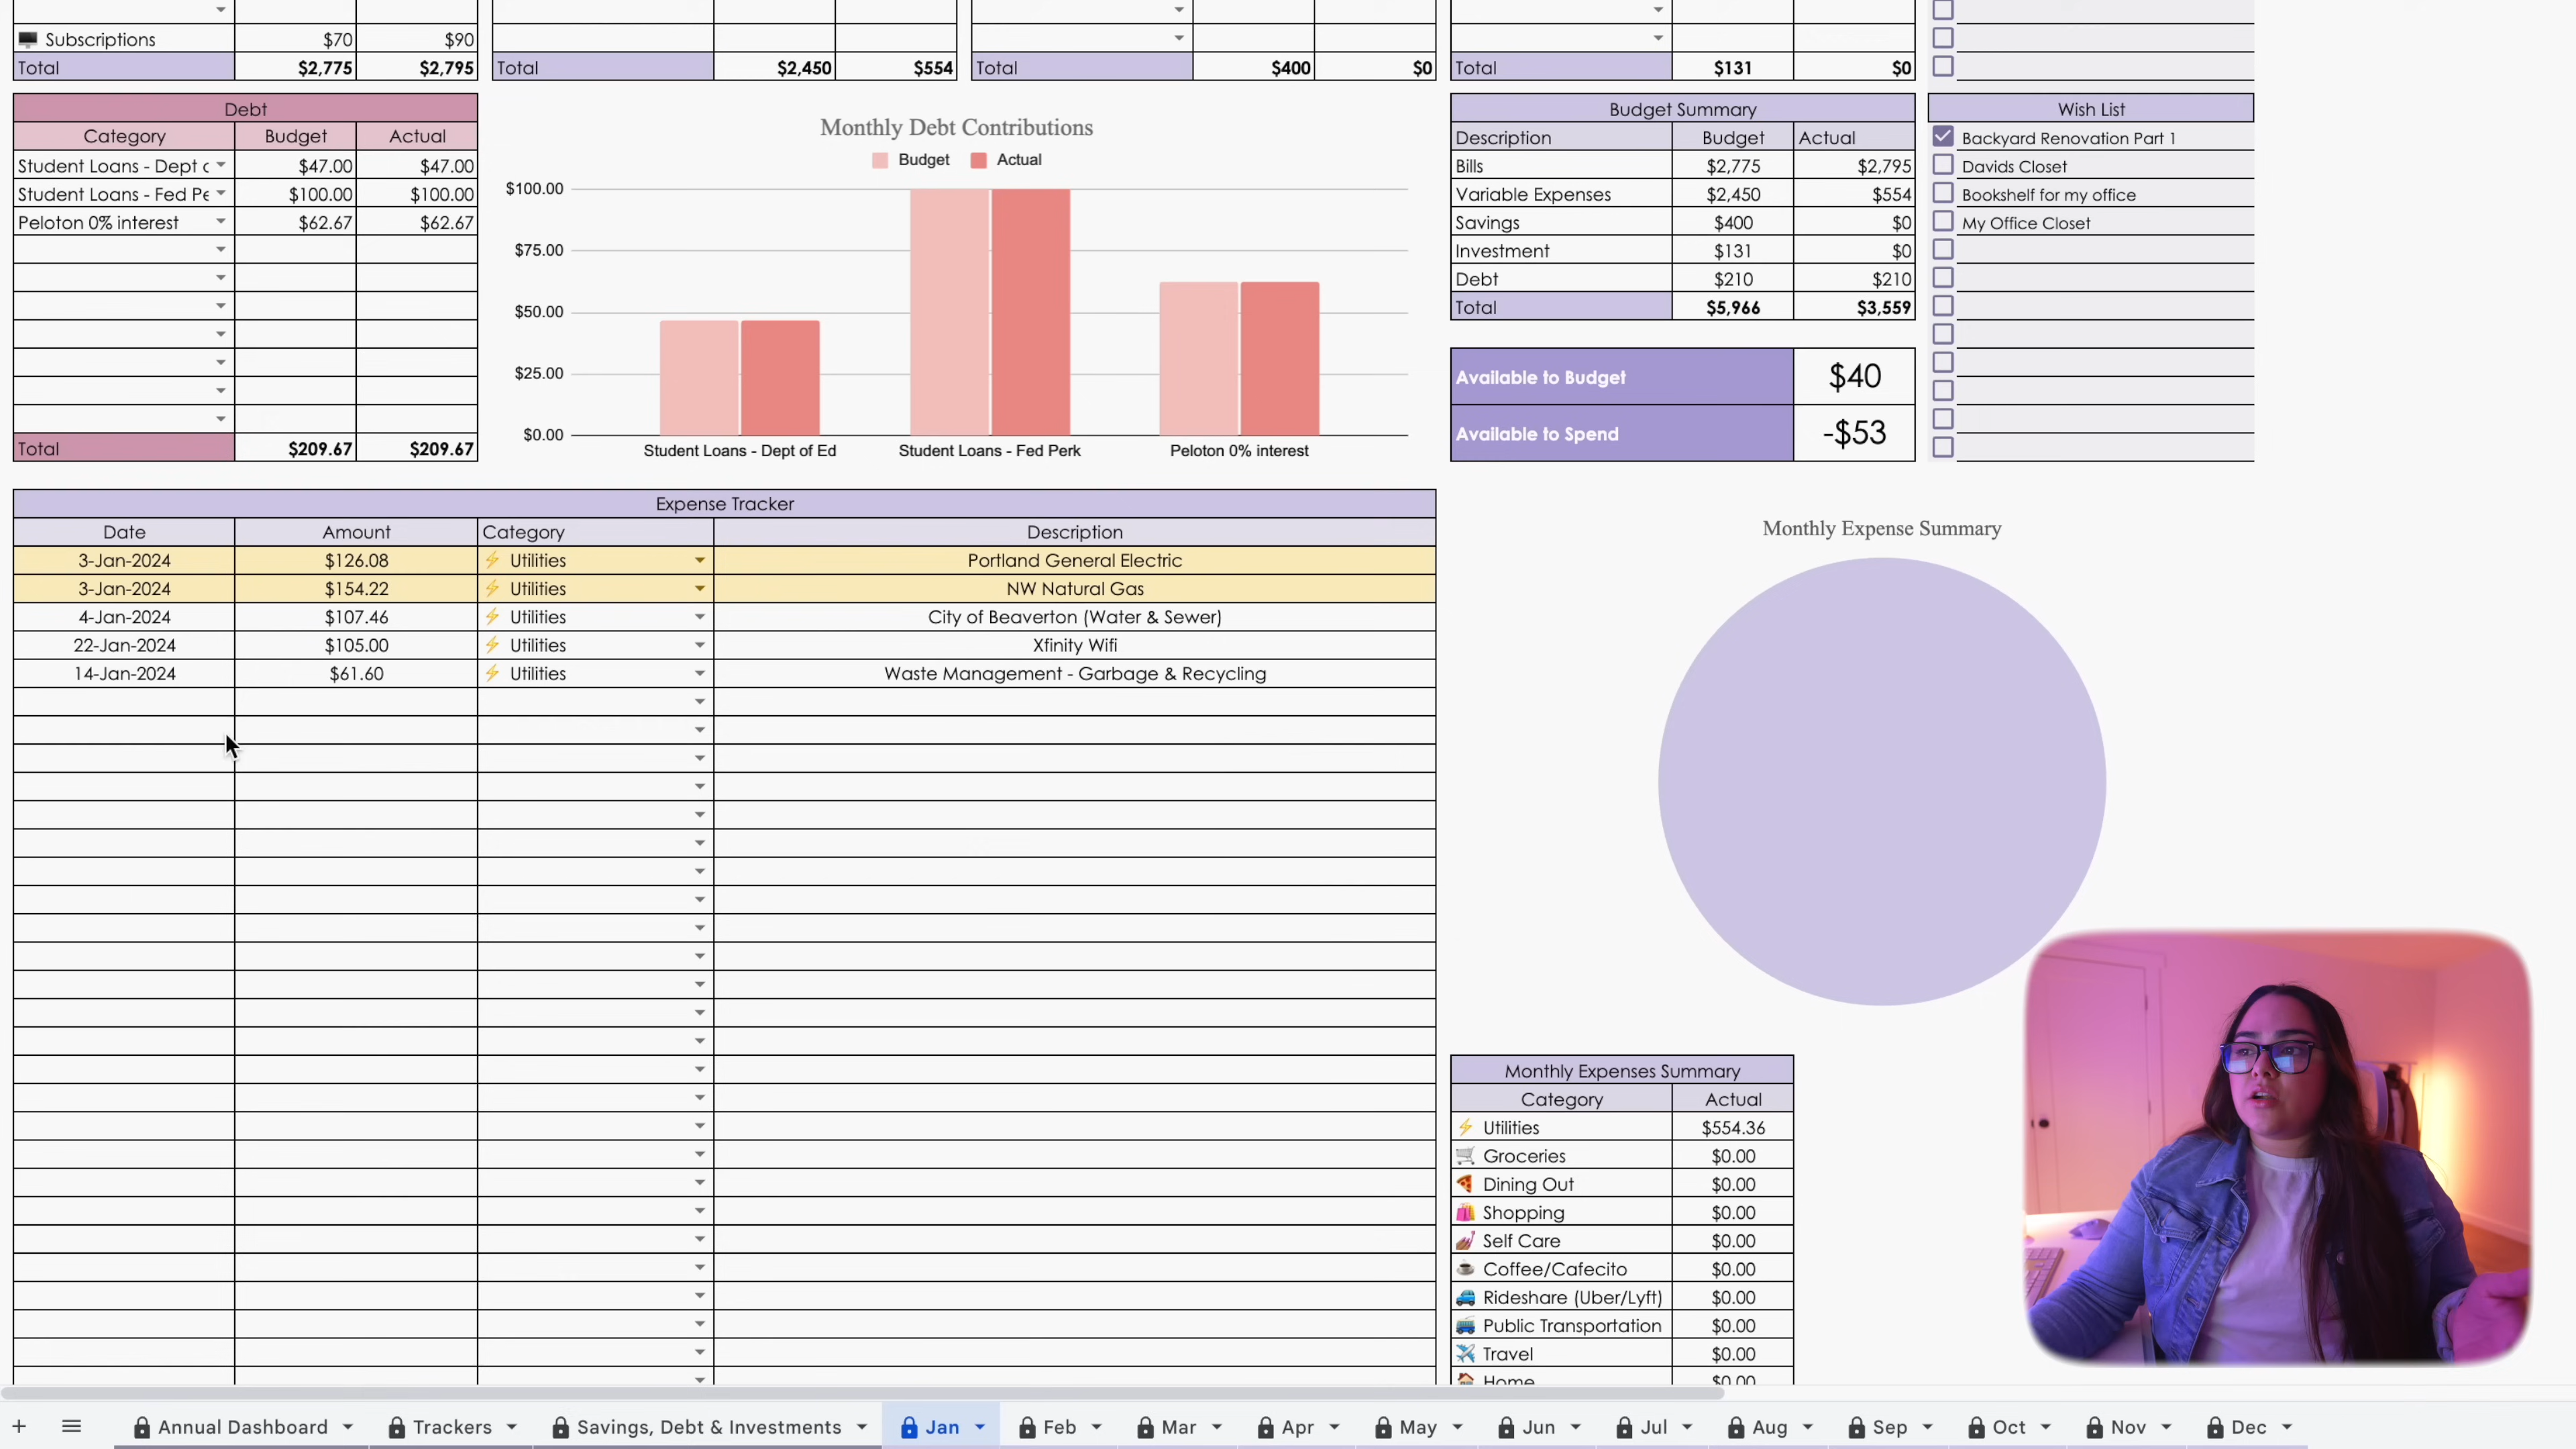 🖥️ Subscriptions $70 $90
Total $2,775 $2,795
Total $2,450 $554
Total $400 $0
Total $131 $0
Debt
Category Budget Actual
Student Loans - Dept $47.00 $47.00
Student Loans - Fed $100.00 $100.00
Peloton 0% interest $62.67 $62.67
Total $209.67 $209.67
Monthly Debt Contributions
Budget Actual
$100.00
$75.00
$50.00
$25.00
$0.00
Student Loans - Dept of Ed Student Loans - Fed Perk Peloton 0% interest
Budget Summary
Description Budget Actual
Bills $2,775 $2,795
Variable Expenses $2,450 $554
Savings $400 $0
Investment $131 $0
Debt $210 $210
Total $5,966 $3,559
Available to Budget $40
Available to Spend -$53
Wish List
Backyard Renovation Part 1
Davids Closet
Bookshelf for my office
My Office Closet
Expense Tracker
Date Amount Category Description
3-Jan-2024 $126.08 ⚡ Utilities Portland General Electric
3-Jan-2024 $154.22 ⚡ Utilities NW Natural Gas
4-Jan-2024 $107.46 ⚡ Utilities City of Beaverton (Water & Sewer)
22-Jan-2024 $105.00 ⚡ Utilities Xfinity Wifi
14-Jan-2024 $61.60 ⚡ Utilities Waste Management - Garbage & Recycling
Monthly Expense Summary
Monthly Expenses Summary
Category Actual
⚡ Utilities $554.36
🛒 Groceries $0.00
🍕 Dining Out $0.00
🛍️ Shopping $0.00
💅 Self Care $0.00
☕ Coffee/Cafecito $0.00
🚙 Rideshare (Uber/Lyft) $0.00
🚎 Public Transportation $0.00
✈️ Travel $0.00
🏠 Home $0.00
+ Annual Dashboard Trackers Savings, Debt & Investments Jan Feb Mar Apr May Jun Jul Aug Sep Oct Nov Dec